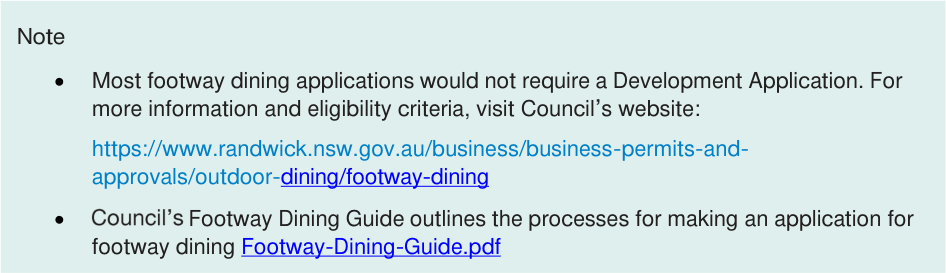 Note
• Most footway dining applications would not require a Development Application. For
more information and eligibility criteria, visit Council's website:
https://www.randwick.nsw.gov.au/business/business-permits-and-
approvals/outdoor-dining/footway-dining
• Council's Footway Dining Guide outlines the processes for making an application for
footway dining Footway-Dining-Guide.pdf